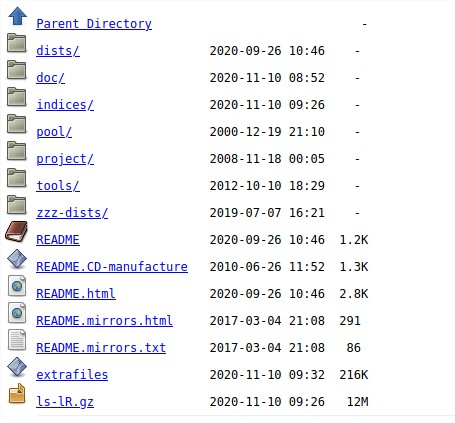 Parent Directory -
dists/ 2020-09-26 10:46 -
doc/ 2020-11-10 08:52 -
indices/ 2020-11-10 09:26 -
pool/ 2000-12-19 21:10 -
project/ 2008-11-18 00:05 -
tools/ 2012-10-10 18:29 -
zzz-dists/ 2019-07-07 16:21 -
README 2020-09-26 10:46 1.2K
README.CD-manufacture 2010-06-26 11:52 1.3K
README.html 2020-09-26 10:46 2.8K
README.mirrors.html 2017-03-04 21:08 291
README.mirrors.txt 2017-03-04 21:08 86
extrafiles 2020-11-10 09:32 216K
ls-lR.gz 2020-11-10 09:26 12M